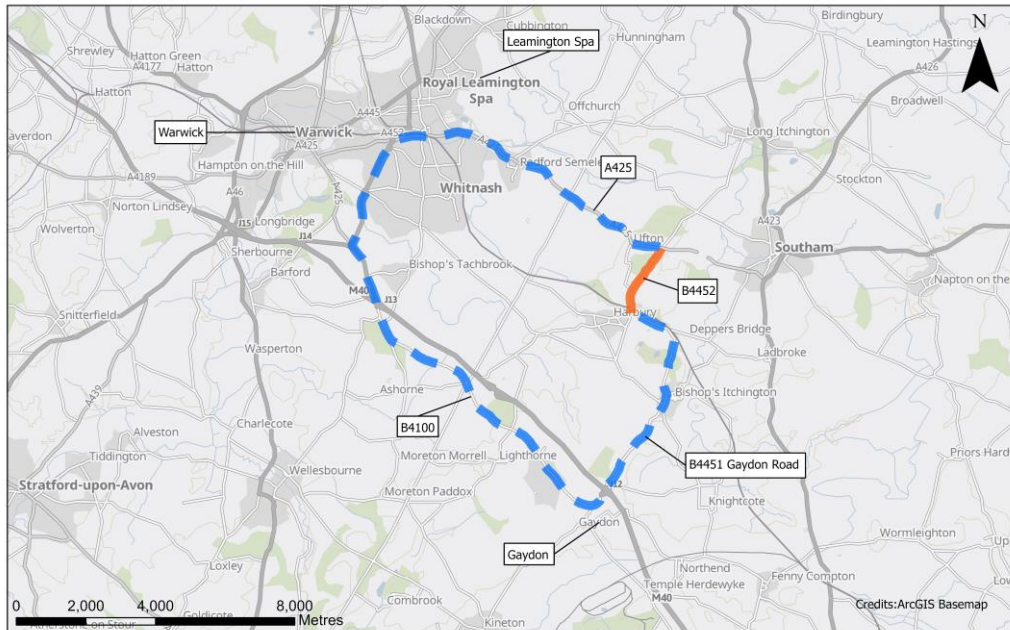 Blackdown
Cubbington
Birdingbury
Shrewley
Hatton Green
Leamington Spa
Hunningham
Leamington Hastings
N
A4177
Hatton
A426
Royal Leamington
Spa
Broadwell
A445
Offchurch
Warwick
Warwick
A452
Long Itchington
A425
Radford Semele
Hampton on the Hill
A4189
A425
Stockton
Whitnash
A46
Norton Lindsey
A425
A423
Wolverton
J15
Longbridge
Ufton
Southam
J14
Sherbourne
Barford
Bishop's Tachbrook
B4452
Napton on the
M40
J13
Snitterfield
Harbury
Deppers Bridge
Wasperton
Ladbroke
A439
Ashorne
Bishop's Itchington
B4100
Charlecote
Alveston
Moreton Morrell
Lighthorne
B4451 Gaydon Road
Tiddington
Priors Hard
Wellesbourne
Stratford-upon-Avon
Moreton Paddox
J12
Knightcote
Gaydon
Gaydon
Wormleighton
Loxley
Northend
Fenny Compton
Temple Herdewyke
Combrook
0 2,000 4,000 8,000
Metres
M40
Credits:ArcGIS Basemap
Goldicote
Atherstone on Stour
Kineton